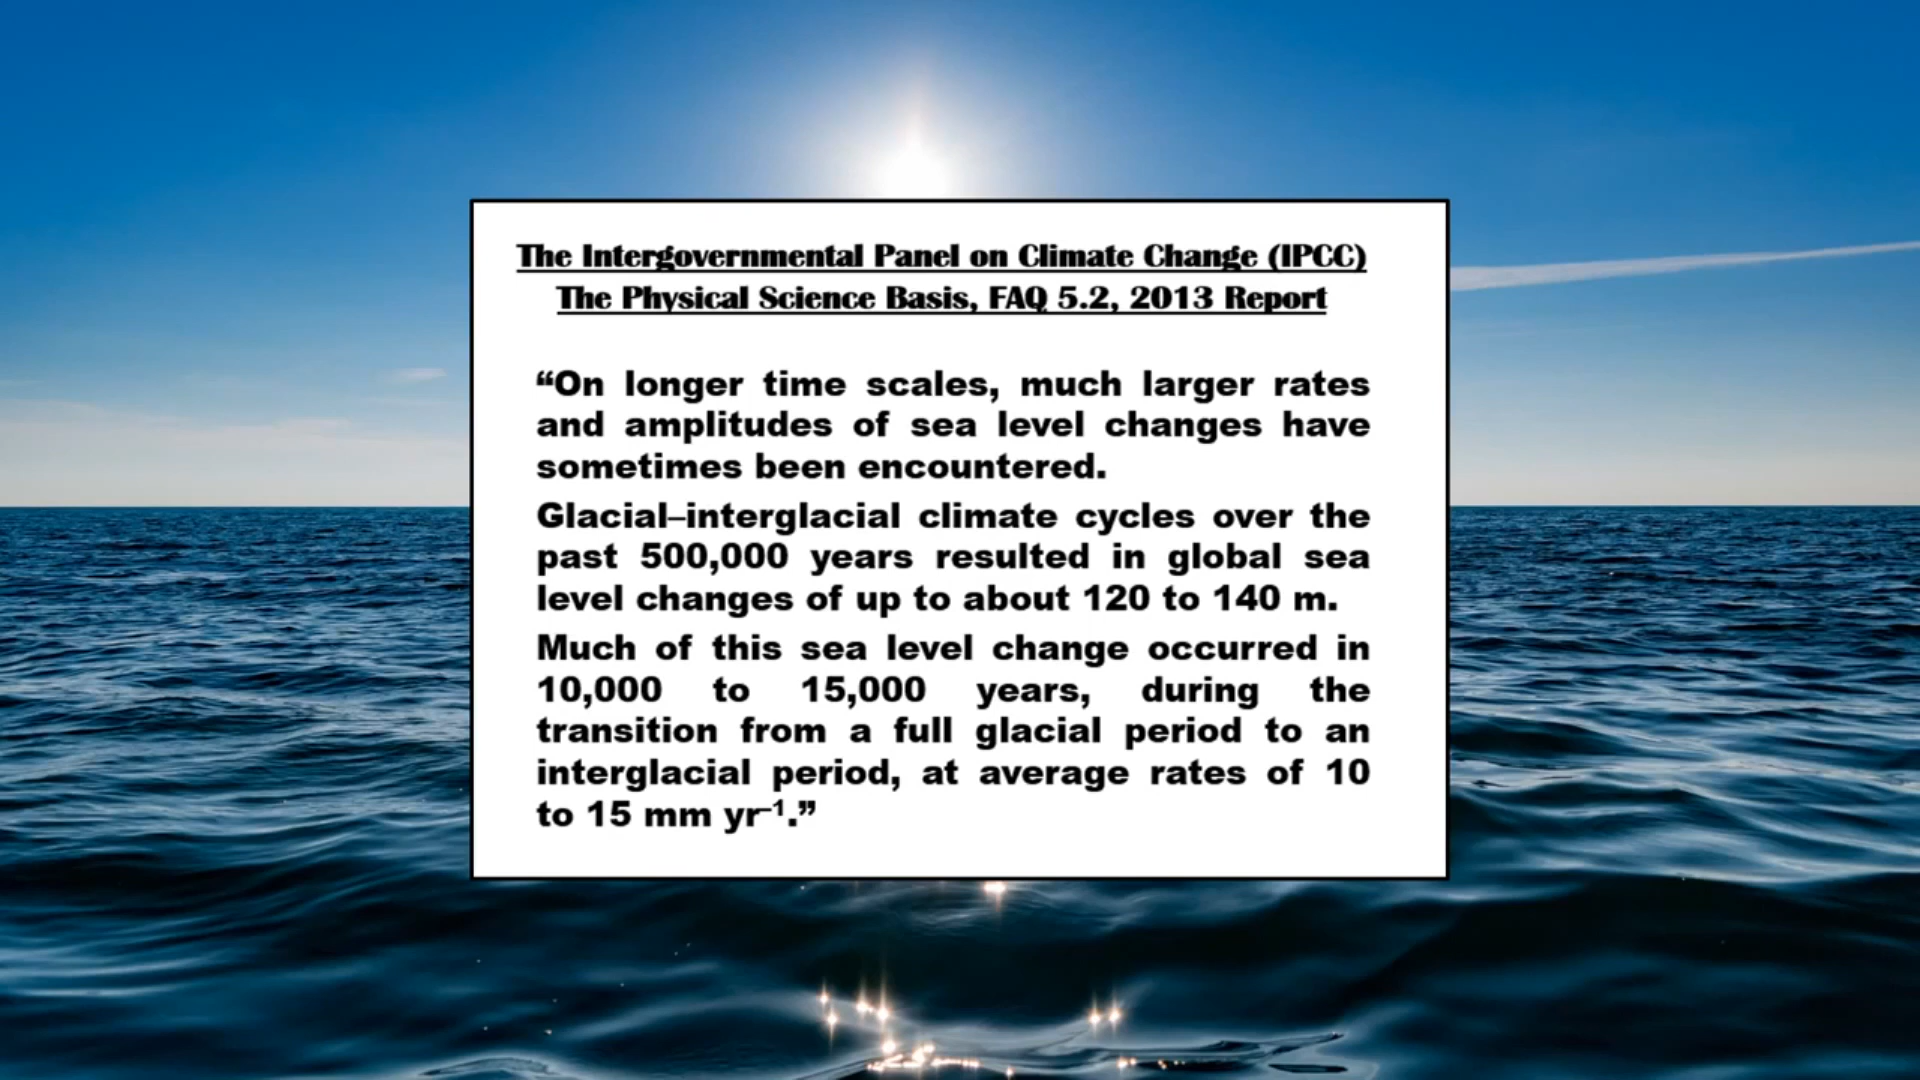 The Intergovernmental Panel on Climate Change (IPCC)
The Physical Science Basis, FAQ 5.2, 2013 Report
“On longer time scales, much larger rates
and amplitudes of sea level changes have
sometimes been encountered.
Glacial–interglacial climate cycles over the
past 500,000 years resulted in global sea
level changes of up to about 120 to 140 m.
Much of this sea level change occurred in
10,000 to 15,000 years, during the
transition from a full glacial period to an
interglacial period, at average rates of 10
to 15 mm yr⁻¹.”